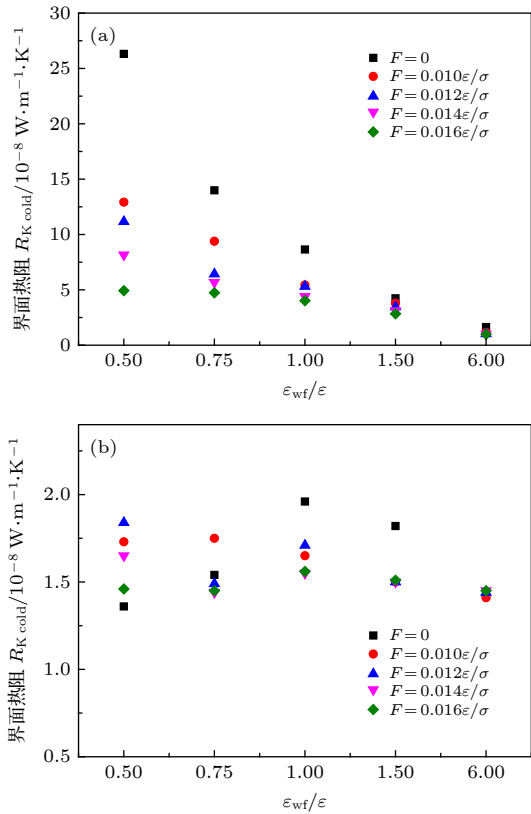 (a)
30
25
20
15
10
5
0
界面热阻 R_K cold/10⁻⁸ W·m⁻¹·K⁻¹
F=0
F=0.010ε/σ
F=0.012ε/σ
F=0.014ε/σ
F=0.016ε/σ
0.50 0.75 1.00 1.50 6.00
ε_wf/ε
(b)
2.0
1.5
1.0
0.5
界面热阻 R_K cold/10⁻⁸ W·m⁻¹·K⁻¹
F=0
F=0.010ε/σ
F=0.012ε/σ
F=0.014ε/σ
F=0.016ε/σ
0.50 0.75 1.00 1.50 6.00
ε_wf/ε